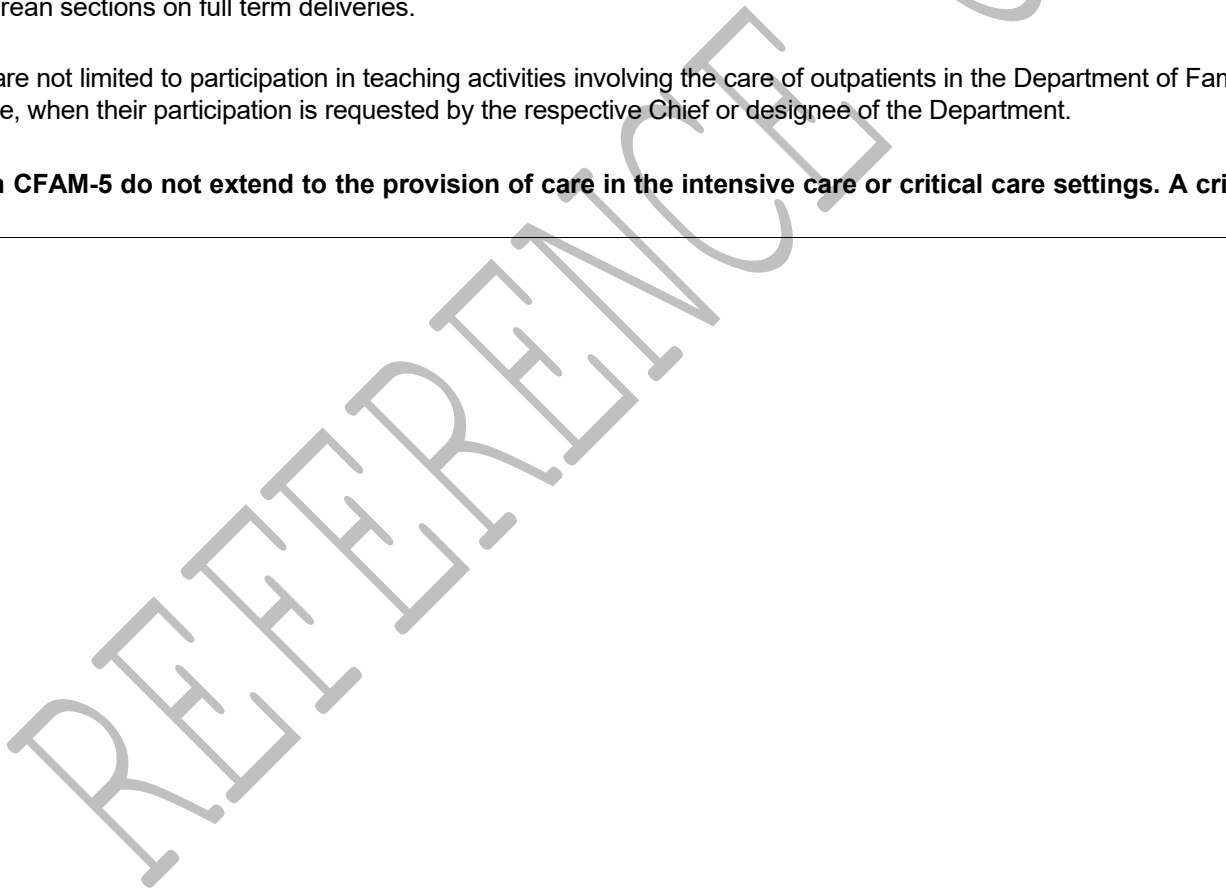 rean sections on full term deliveries.
are not limited to participation in teaching activities involving the care of outpatients in the Department of Fam
e, when their participation is requested by the respective Chief or designee of the Department.
n CFAM-5 do not extend to the provision of care in the intensive care or critical care settings. A cri
REFERENCE